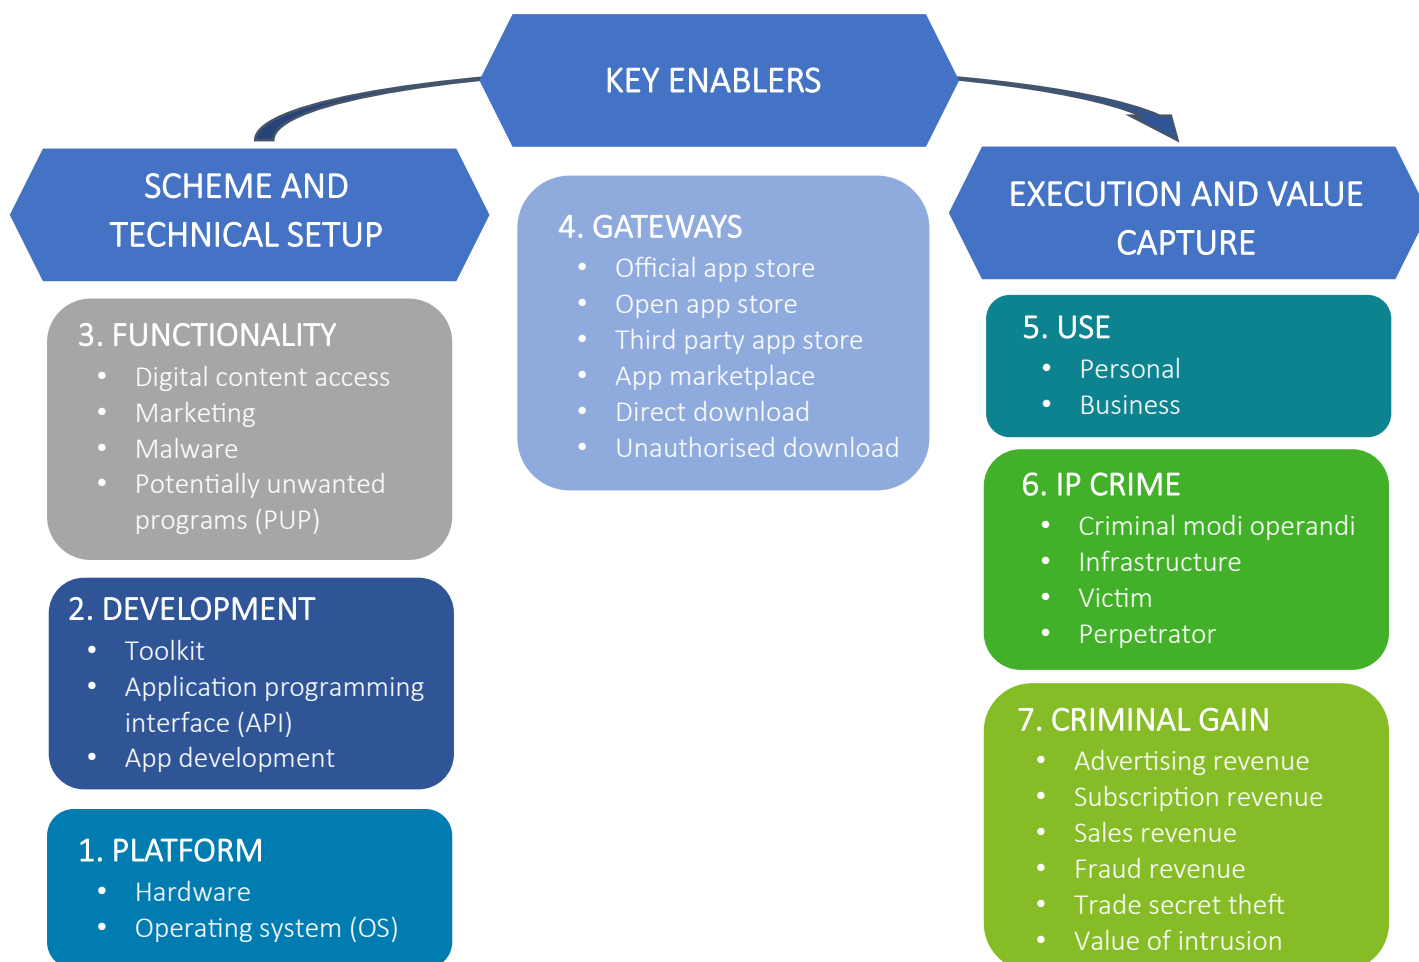 KEY ENABLERS
SCHEME AND
TECHNICAL SETUP
3. FUNCTIONALITY
• Digital content access
• Marketing
• Malware
• Potentially unwanted
programs (PUP)
2. DEVELOPMENT
• Toolkit
• Application programming
interface (API)
• App development
1. PLATFORM
• Hardware
• Operating system (OS)
4. GATEWAYS
• Official app store
• Open app store
• Third party app store
• App marketplace
• Direct download
• Unauthorised download
EXECUTION AND VALUE
CAPTURE
5. USE
• Personal
• Business
6. IP CRIME
• Criminal modi operandi
• Infrastructure
• Victim
• Perpetrator
7. CRIMINAL GAIN
• Advertising revenue
• Subscription revenue
• Sales revenue
• Fraud revenue
• Trade secret theft
• Value of intrusion